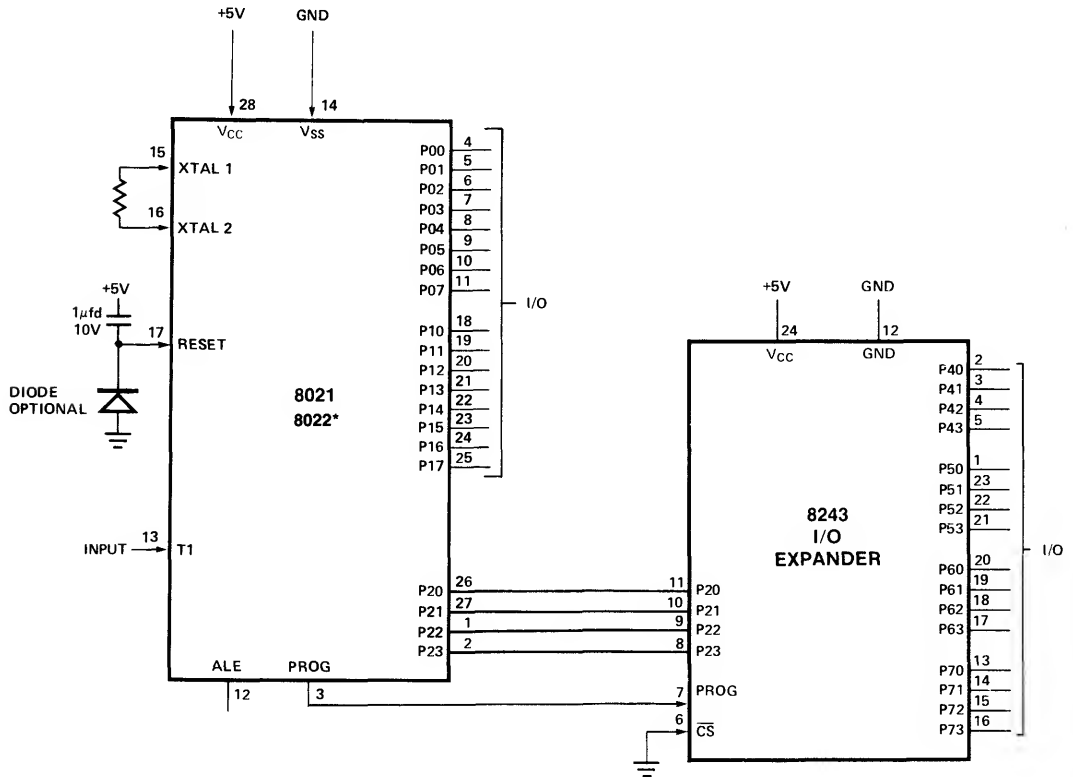 +5V GND
28 14
VCC VSS
15 XTAL 1
16 XTAL 2
+5V
1μfd
10V
17 RESET
DIODE
OPTIONAL
8021
8022*
INPUT 13 T1
ALE PROG
12 3
P00 4
P01 5
P02 6
P03 7
P04 8
P05 9
P06 10
P07 11
I/O
P10 18
P11 19
P12 20
P13 21
P14 22
P15 23
P16 24
P17 25
P20 26
P21 27
P22 1
P23 2
+5V GND
24 12
VCC GND
11 P20
10 P21
9 P22
8 P23
7 PROG
6 CS
8243
I/O
EXPANDER
P40 2
P41 3
P42 4
P43 5
P50 1
P51 23
P52 22
P53 21
I/O
P60 20
P61 19
P62 18
P63 17
P70 13
P71 14
P72 15
P73 16